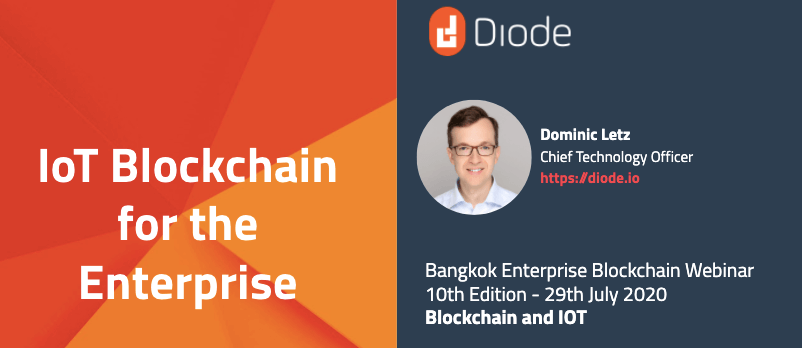 IoT Blockchain
for the
Enterprise
Diode
Dominic Letz
Chief Technology Officer
https://diode.io
Bangkok Enterprise Blockchain Webinar
10th Edition - 29th July 2020
Blockchain and IOT